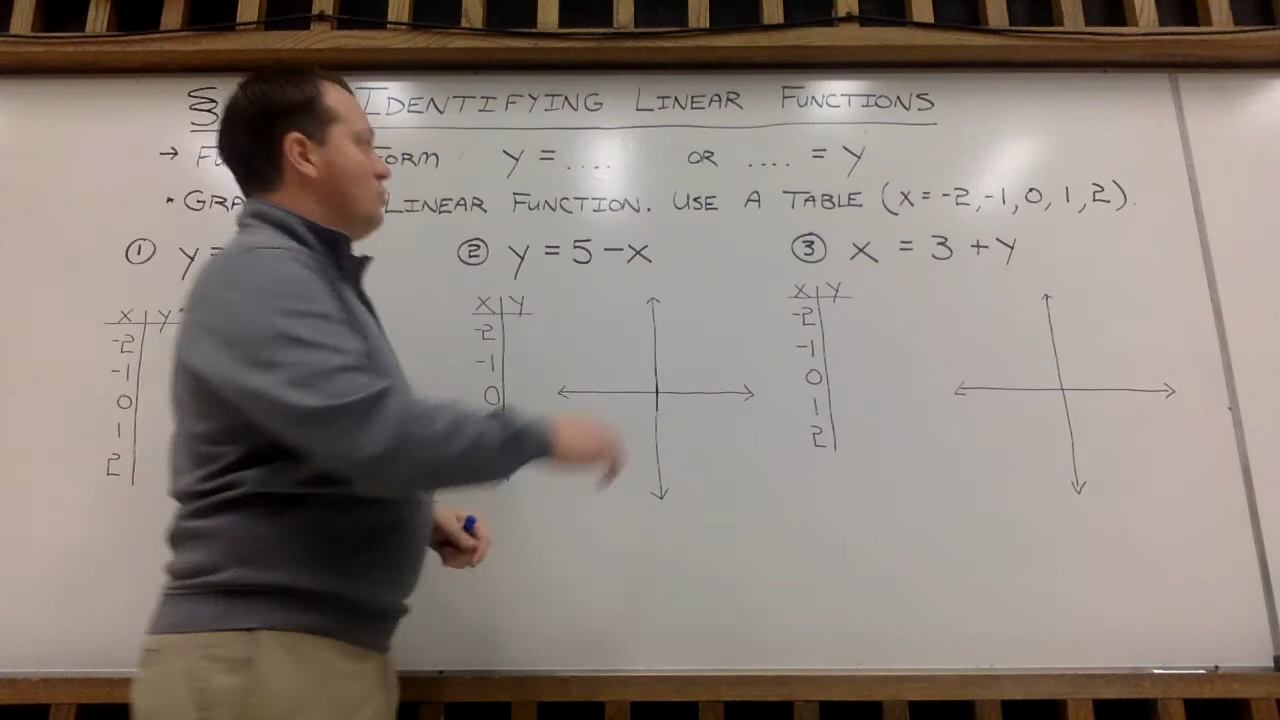 § IDENTIFYING LINEAR FUNCTIONS
→ FORM y = .... OR .... = y
* GRA LINEAR FUNCTION. USE A TABLE (x = -2, -1, 0, 1, 2).
① y =
② y = 5 - x
③ x = 3 + y
x y
-2
-1
0
1
2
x y
-2
-1
0
x y
-2
-1
0
1
2